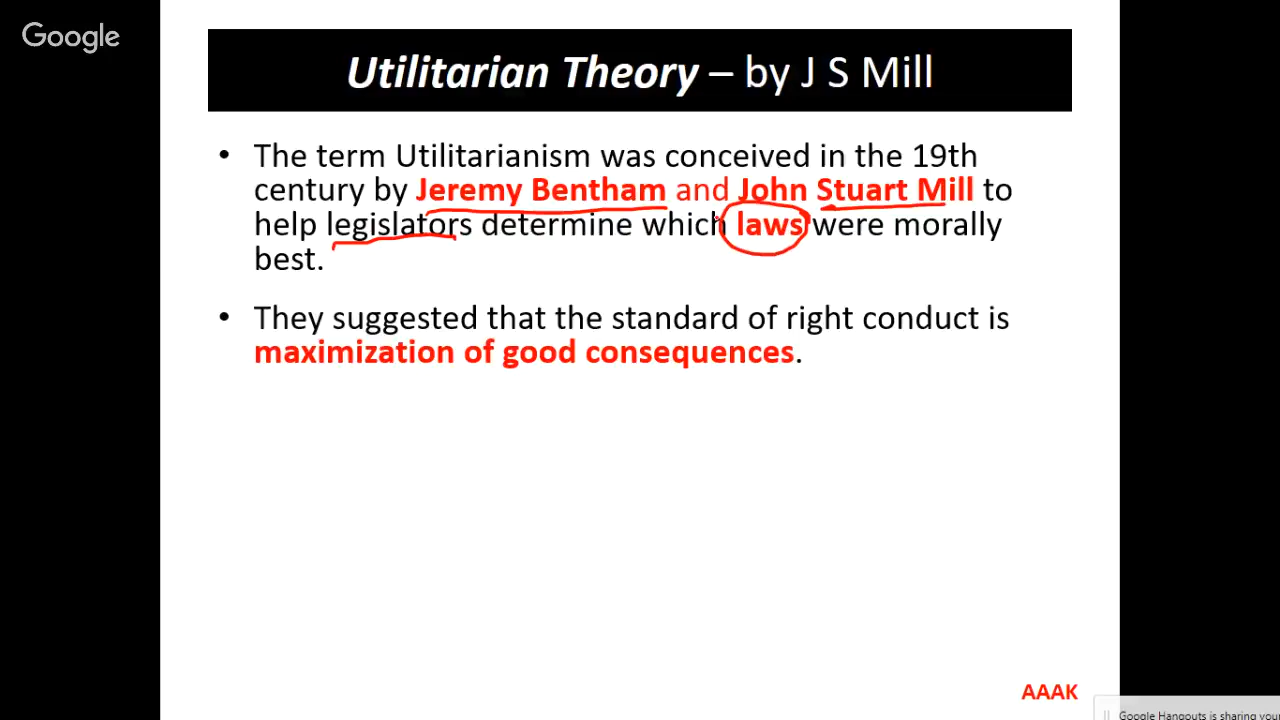 Google
Utilitarian Theory – by J S Mill
• The term Utilitarianism was conceived in the 19th
century by Jeremy Bentham and John Stuart Mill to
help legislators determine which laws were morally
best.
• They suggested that the standard of right conduct is
maximization of good consequences.
AAAK
Google Hangouts is sharing your